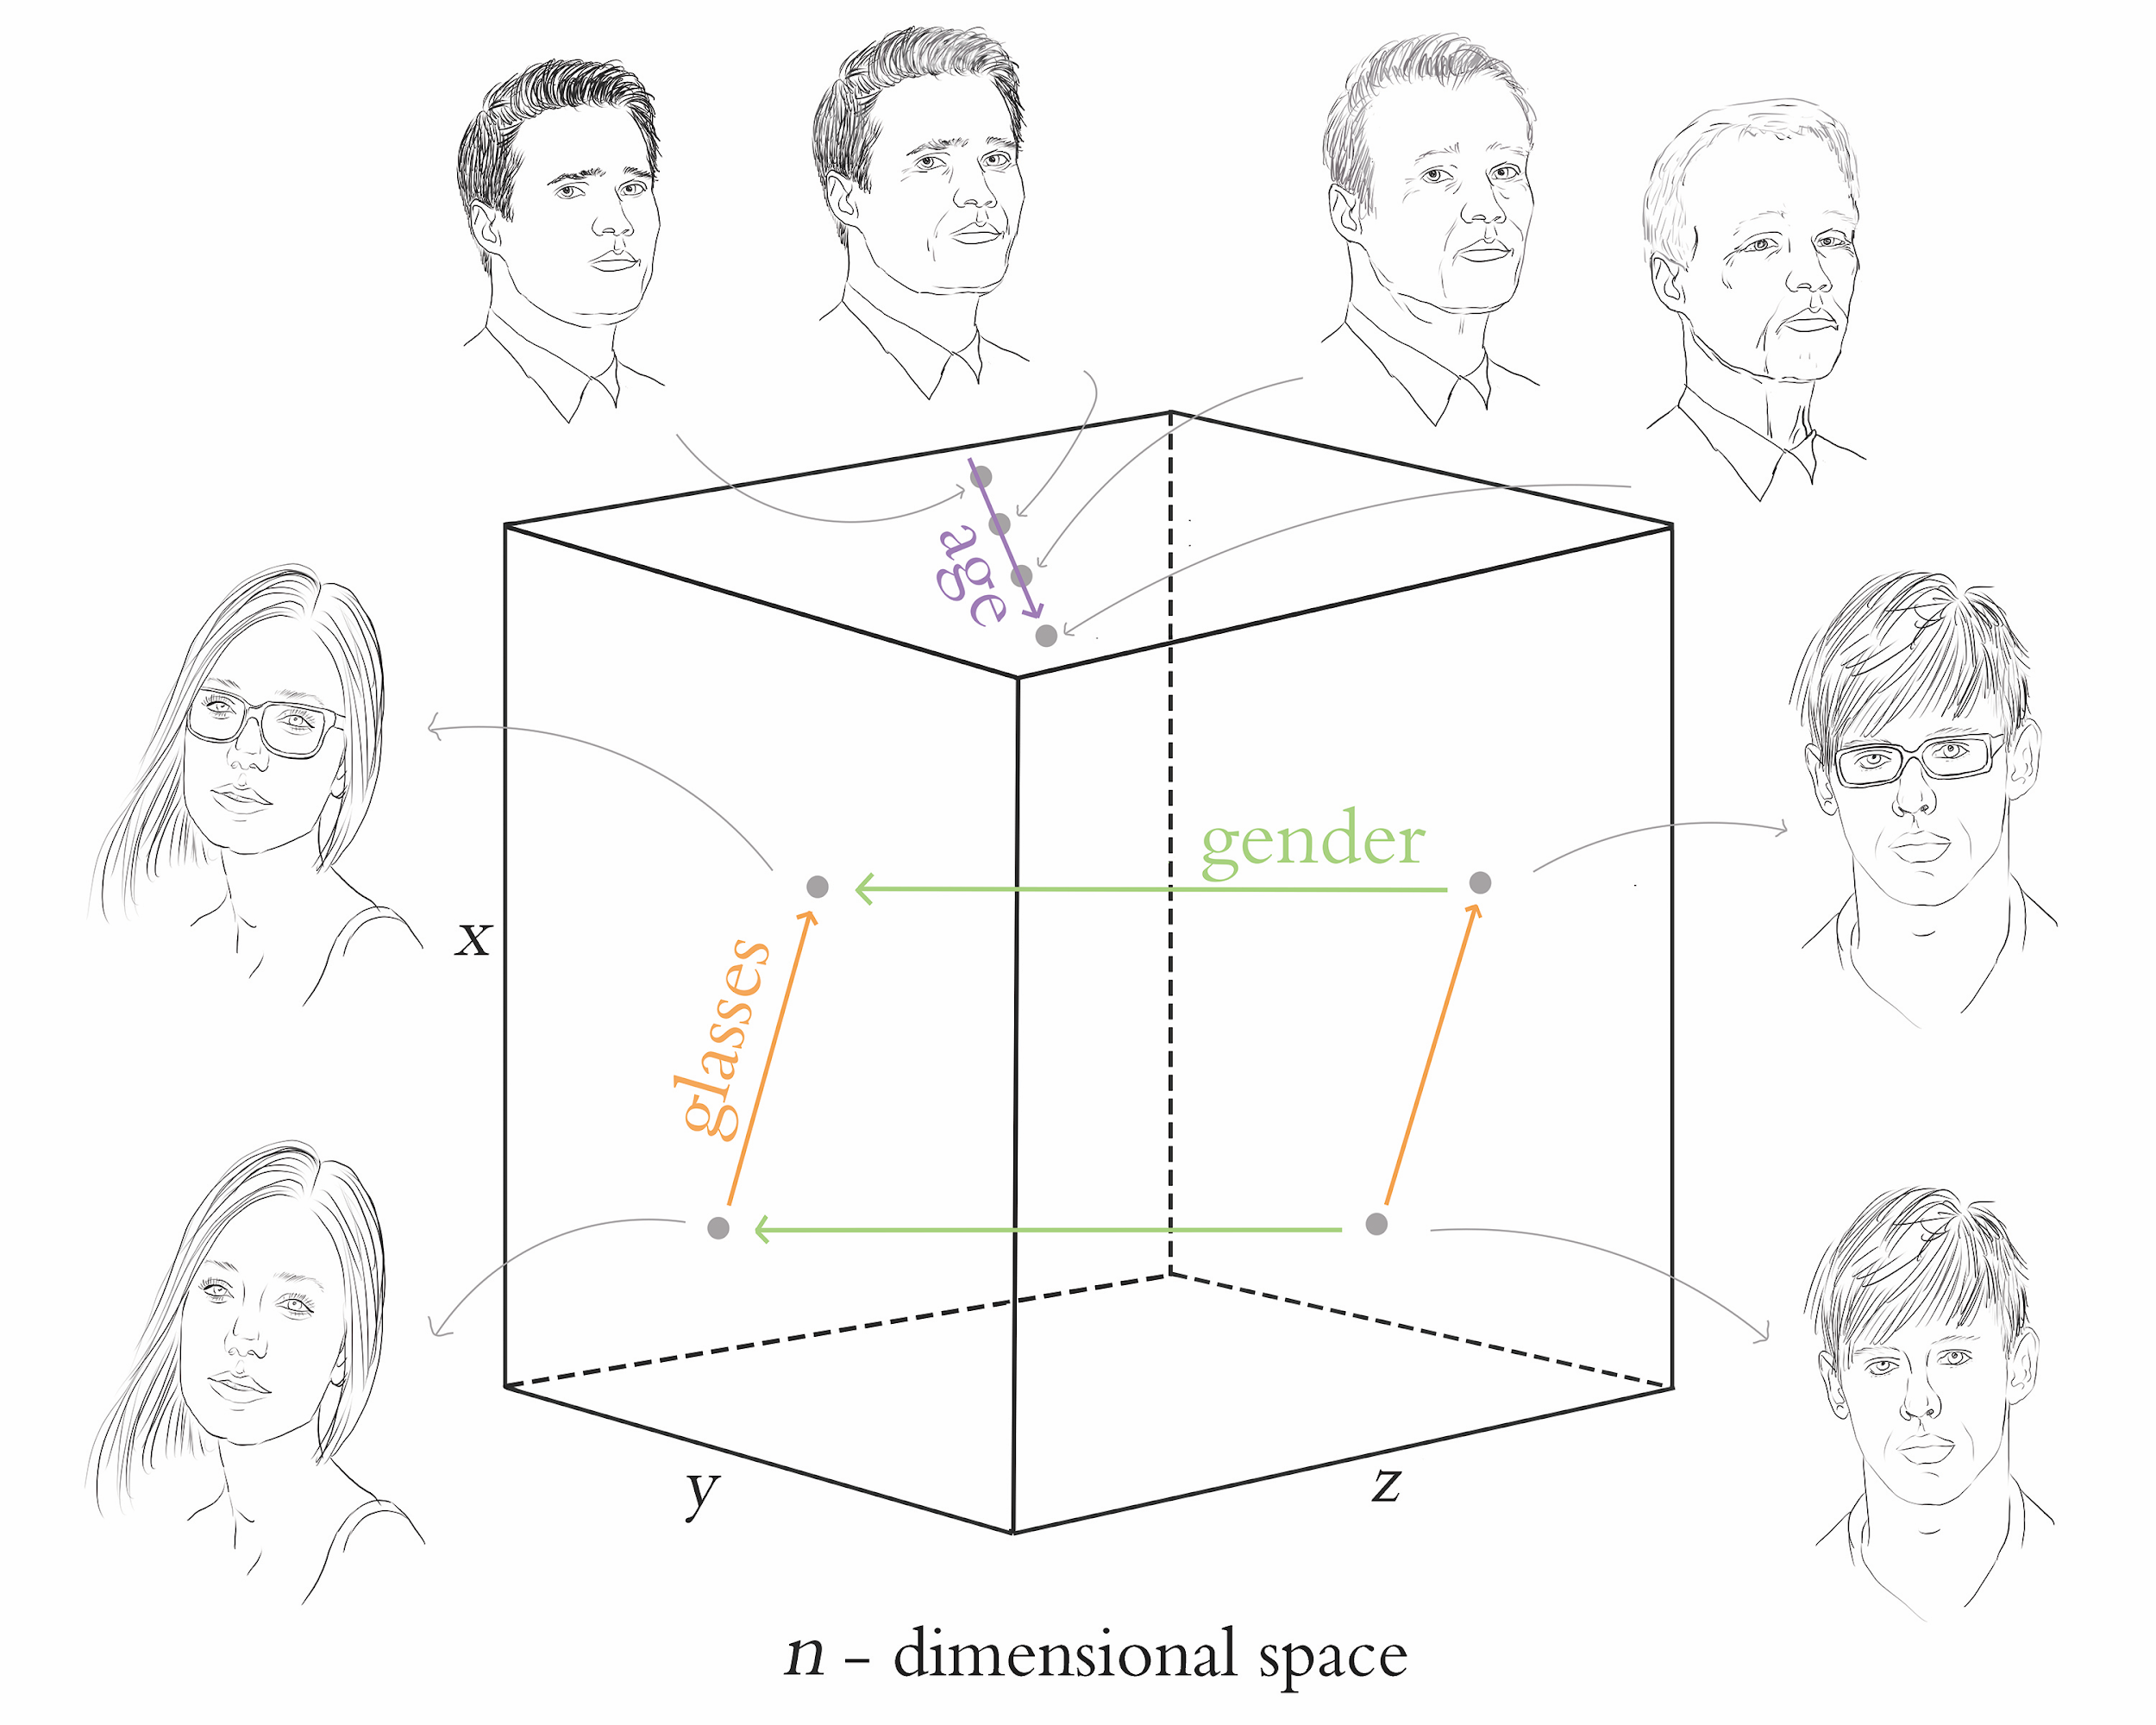 age
gender
glasses
x
y
z
n – dimensional space